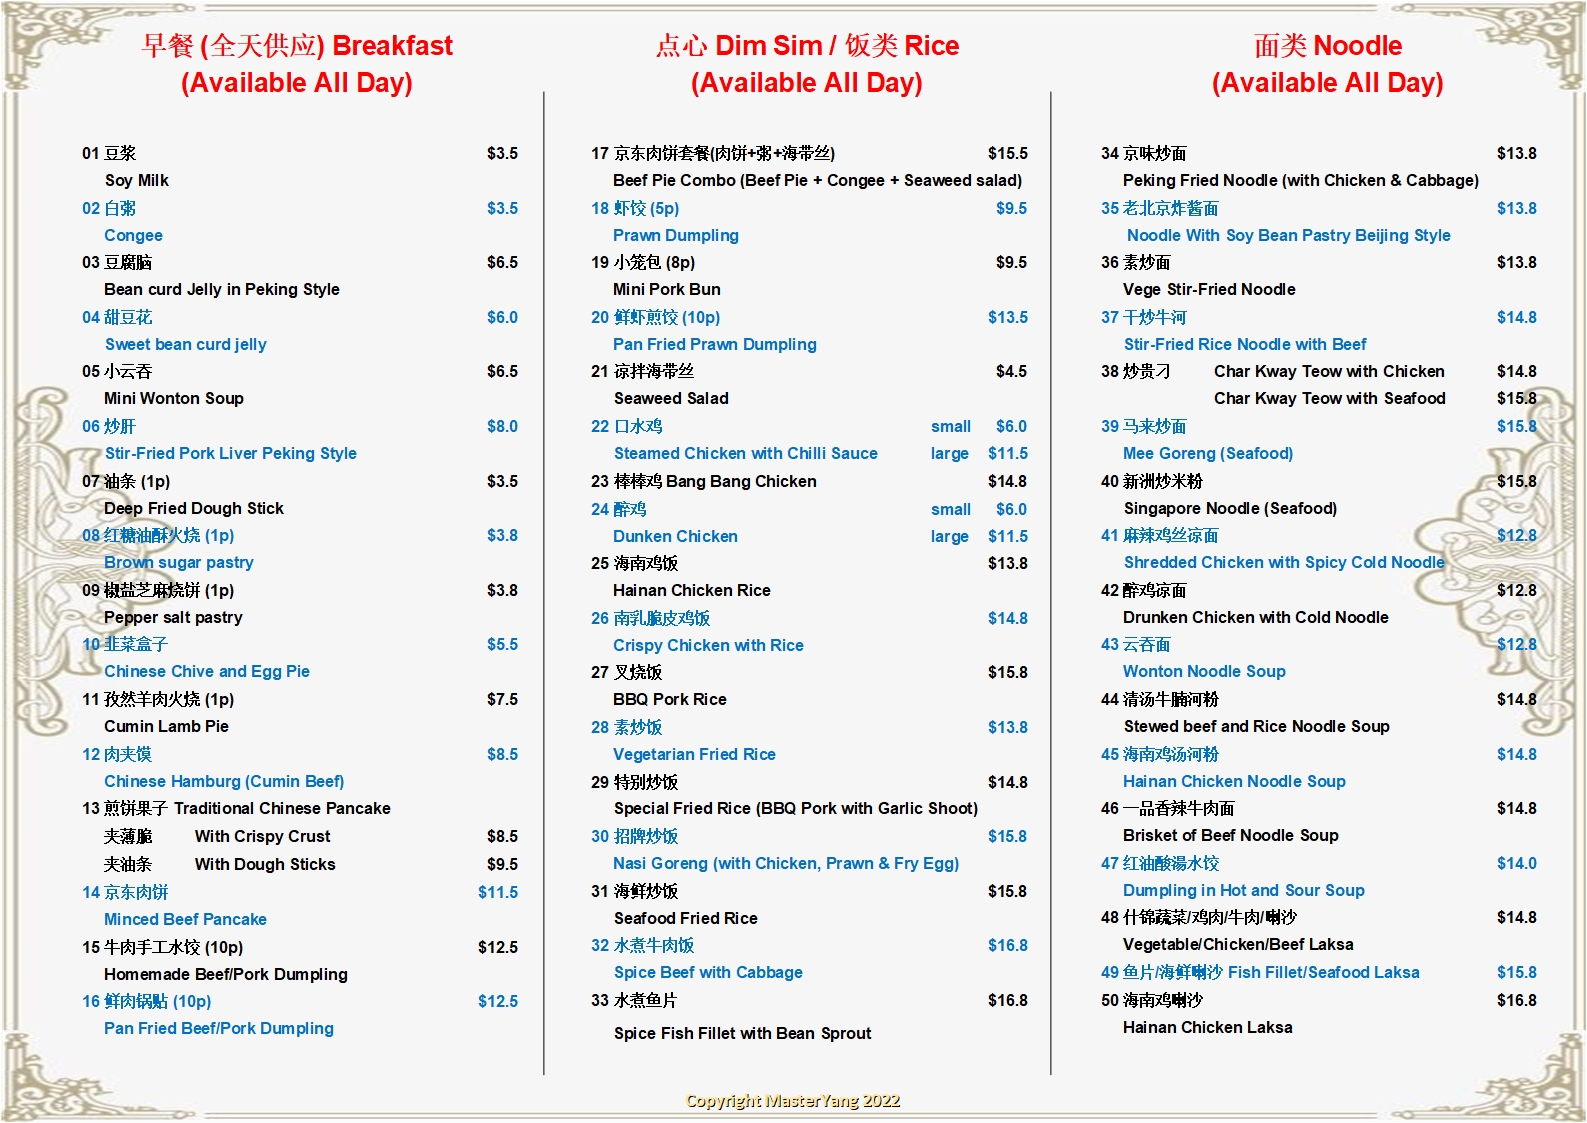 早餐 (全天供应) Breakfast
(Available All Day)
01 豆浆 $3.5
Soy Milk
02 白粥 $3.5
Congee
03 豆腐脑 $6.5
Bean curd Jelly in Peking Style
04 甜豆花 $6.0
Sweet bean curd jelly
05 小云吞 $6.5
Mini Wonton Soup
06 炒肝 $8.0
Stir-Fried Pork Liver Peking Style
07 油条 (1p) $3.5
Deep Fried Dough Stick
08 红糖油酥火烧 (1p) $3.8
Brown sugar pastry
09 椒盐芝麻烧饼 (1p) $3.8
Pepper salt pastry
10 韭菜盒子 $5.5
Chinese Chive and Egg Pie
11 孜然羊肉火烧 (1p) $7.5
Cumin Lamb Pie
12 肉夹馍 $8.5
Chinese Hamburg (Cumin Beef)
13 煎饼果子 Traditional Chinese Pancake
夹薄脆 With Crispy Crust $8.5
夹油条 With Dough Sticks $9.5
14 京东肉饼 $11.5
Minced Beef Pancake
15 牛肉手工水饺 (10p) $12.5
Homemade Beef/Pork Dumpling
16 鲜肉锅贴 (10p) $12.5
Pan Fried Beef/Pork Dumpling
点心 Dim Sim / 饭类 Rice
(Available All Day)
17 京东肉饼套餐(肉饼+粥+海带丝) $15.5
Beef Pie Combo (Beef Pie + Congee + Seaweed salad)
18 虾饺 (5p) $9.5
Prawn Dumpling
19 小笼包 (8p) $9.5
Mini Pork Bun
20 鲜虾煎饺 (10p) $13.5
Pan Fried Prawn Dumpling
21 凉拌海带丝 $4.5
Seaweed Salad
22 口水鸡 small $6.0
Steamed Chicken with Chilli Sauce large $11.5
23 棒棒鸡 Bang Bang Chicken $14.8
24 醉鸡 small $6.0
Dunken Chicken large $11.5
25 海南鸡饭 $13.8
Hainan Chicken Rice
26 南乳脆皮鸡饭 $14.8
Crispy Chicken with Rice
27 叉烧饭 $15.8
BBQ Pork Rice
28 素炒饭 $13.8
Vegetarian Fried Rice
29 特别炒饭 $14.8
Special Fried Rice (BBQ Pork with Garlic Shoot)
30 招牌炒饭 $15.8
Nasi Goreng (with Chicken, Prawn & Fry Egg)
31 海鲜炒饭 $15.8
Seafood Fried Rice
32 水煮牛肉饭 $16.8
Spice Beef with Cabbage
33 水煮鱼片 $16.8
Spice Fish Fillet with Bean Sprout
面类 Noodle
(Available All Day)
34 京味炒面 $13.8
Peking Fried Noodle (with Chicken & Cabbage)
35 老北京炸酱面 $13.8
Noodle With Soy Bean Pastry Beijing Style
36 素炒面 $13.8
Vege Stir-Fried Noodle
37 干炒牛河 $14.8
Stir-Fried Rice Noodle with Beef
38 炒贵刁 Char Kway Teow with Chicken $14.8
Char Kway Teow with Seafood $15.8
39 马来炒面 $15.8
Mee Goreng (Seafood)
40 新洲炒米粉 $15.8
Singapore Noodle (Seafood)
41 麻辣鸡丝凉面 $12.8
Shredded Chicken with Spicy Cold Noodle
42 醉鸡凉面 $12.8
Drunken Chicken with Cold Noodle
43 云吞面 $12.8
Wonton Noodle Soup
44 清汤牛腩河粉 $14.8
Stewed beef and Rice Noodle Soup
45 海南鸡汤河粉 $14.8
Hainan Chicken Noodle Soup
46 一品香辣牛肉面 $14.8
Brisket of Beef Noodle Soup
47 红油酸湯水饺 $14.0
Dumpling in Hot and Sour Soup
48 什锦蔬菜/鸡肉/牛肉/喇沙 $14.8
Vegetable/Chicken/Beef Laksa
49 鱼片/海鲜喇沙 Fish Fillet/Seafood Laksa $15.8
50 海南鸡喇沙 $16.8
Hainan Chicken Laksa
Copyright MasterYang 2022